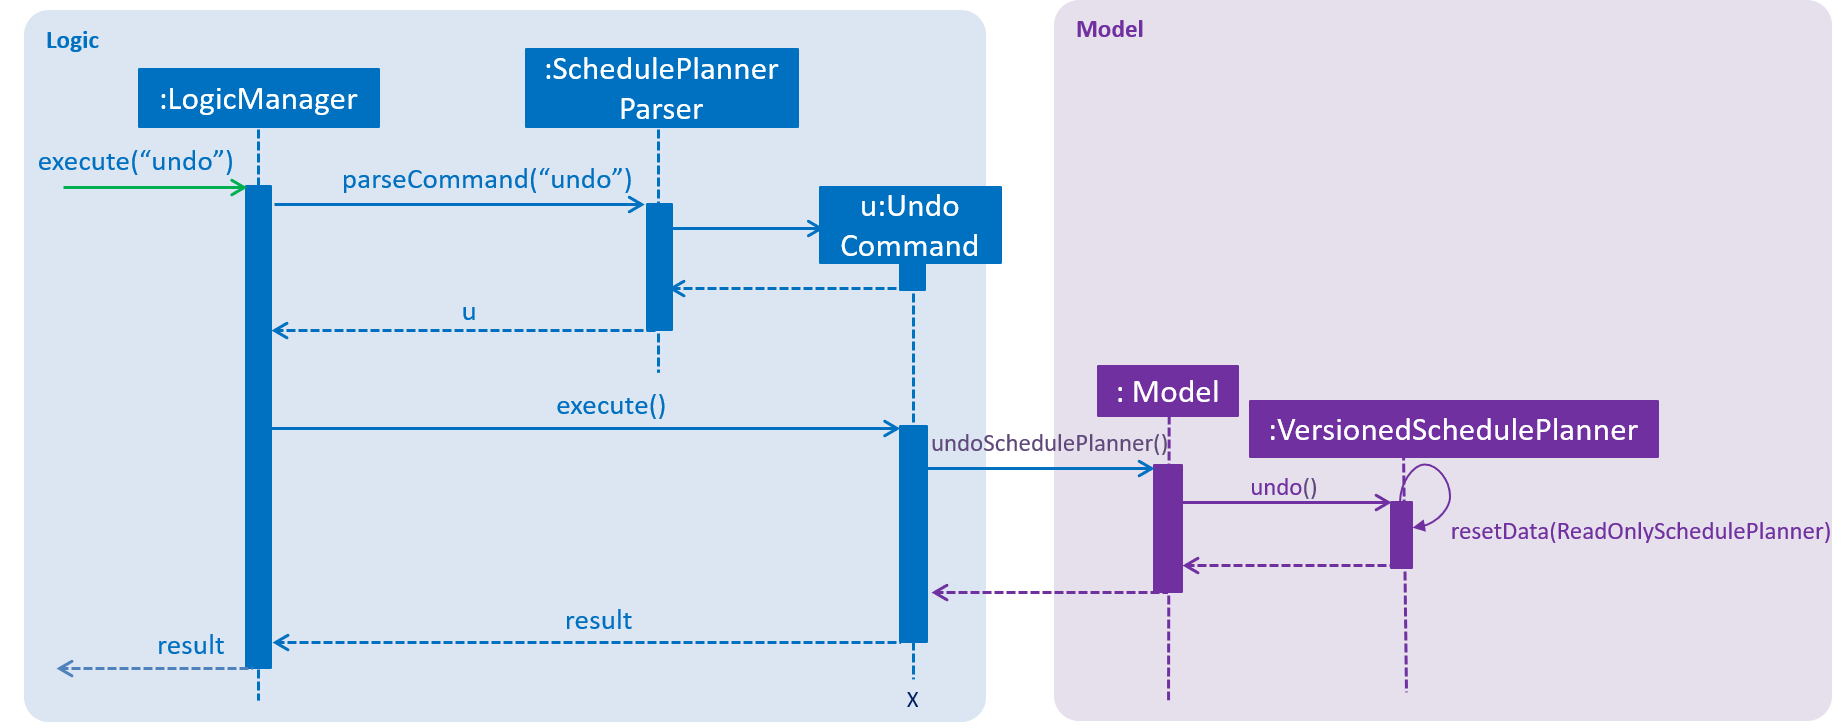 Logic
Model
:SchedulePlanner
Parser
:LogicManager
execute(“undo”)
parseCommand(“undo”)
u:Undo
Command
u
: Model
execute()
:VersionedSchedulePlanner
undoSchedulePlanner()
undo()
resetData(ReadOnlySchedulePlanner)
result
result
X